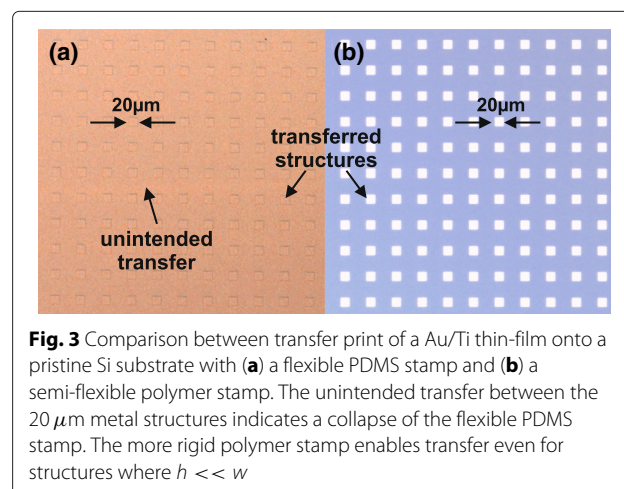 (a)
(b)
20μm
20μm
transferred
structures
unintended
transfer
Fig. 3 Comparison between transfer print of a Au/Ti thin-film onto a
pristine Si substrate with (a) a flexible PDMS stamp and (b) a
semi-flexible polymer stamp. The unintended transfer between the
20 μm metal structures indicates a collapse of the flexible PDMS
stamp. The more rigid polymer stamp enables transfer even for
structures where h << w